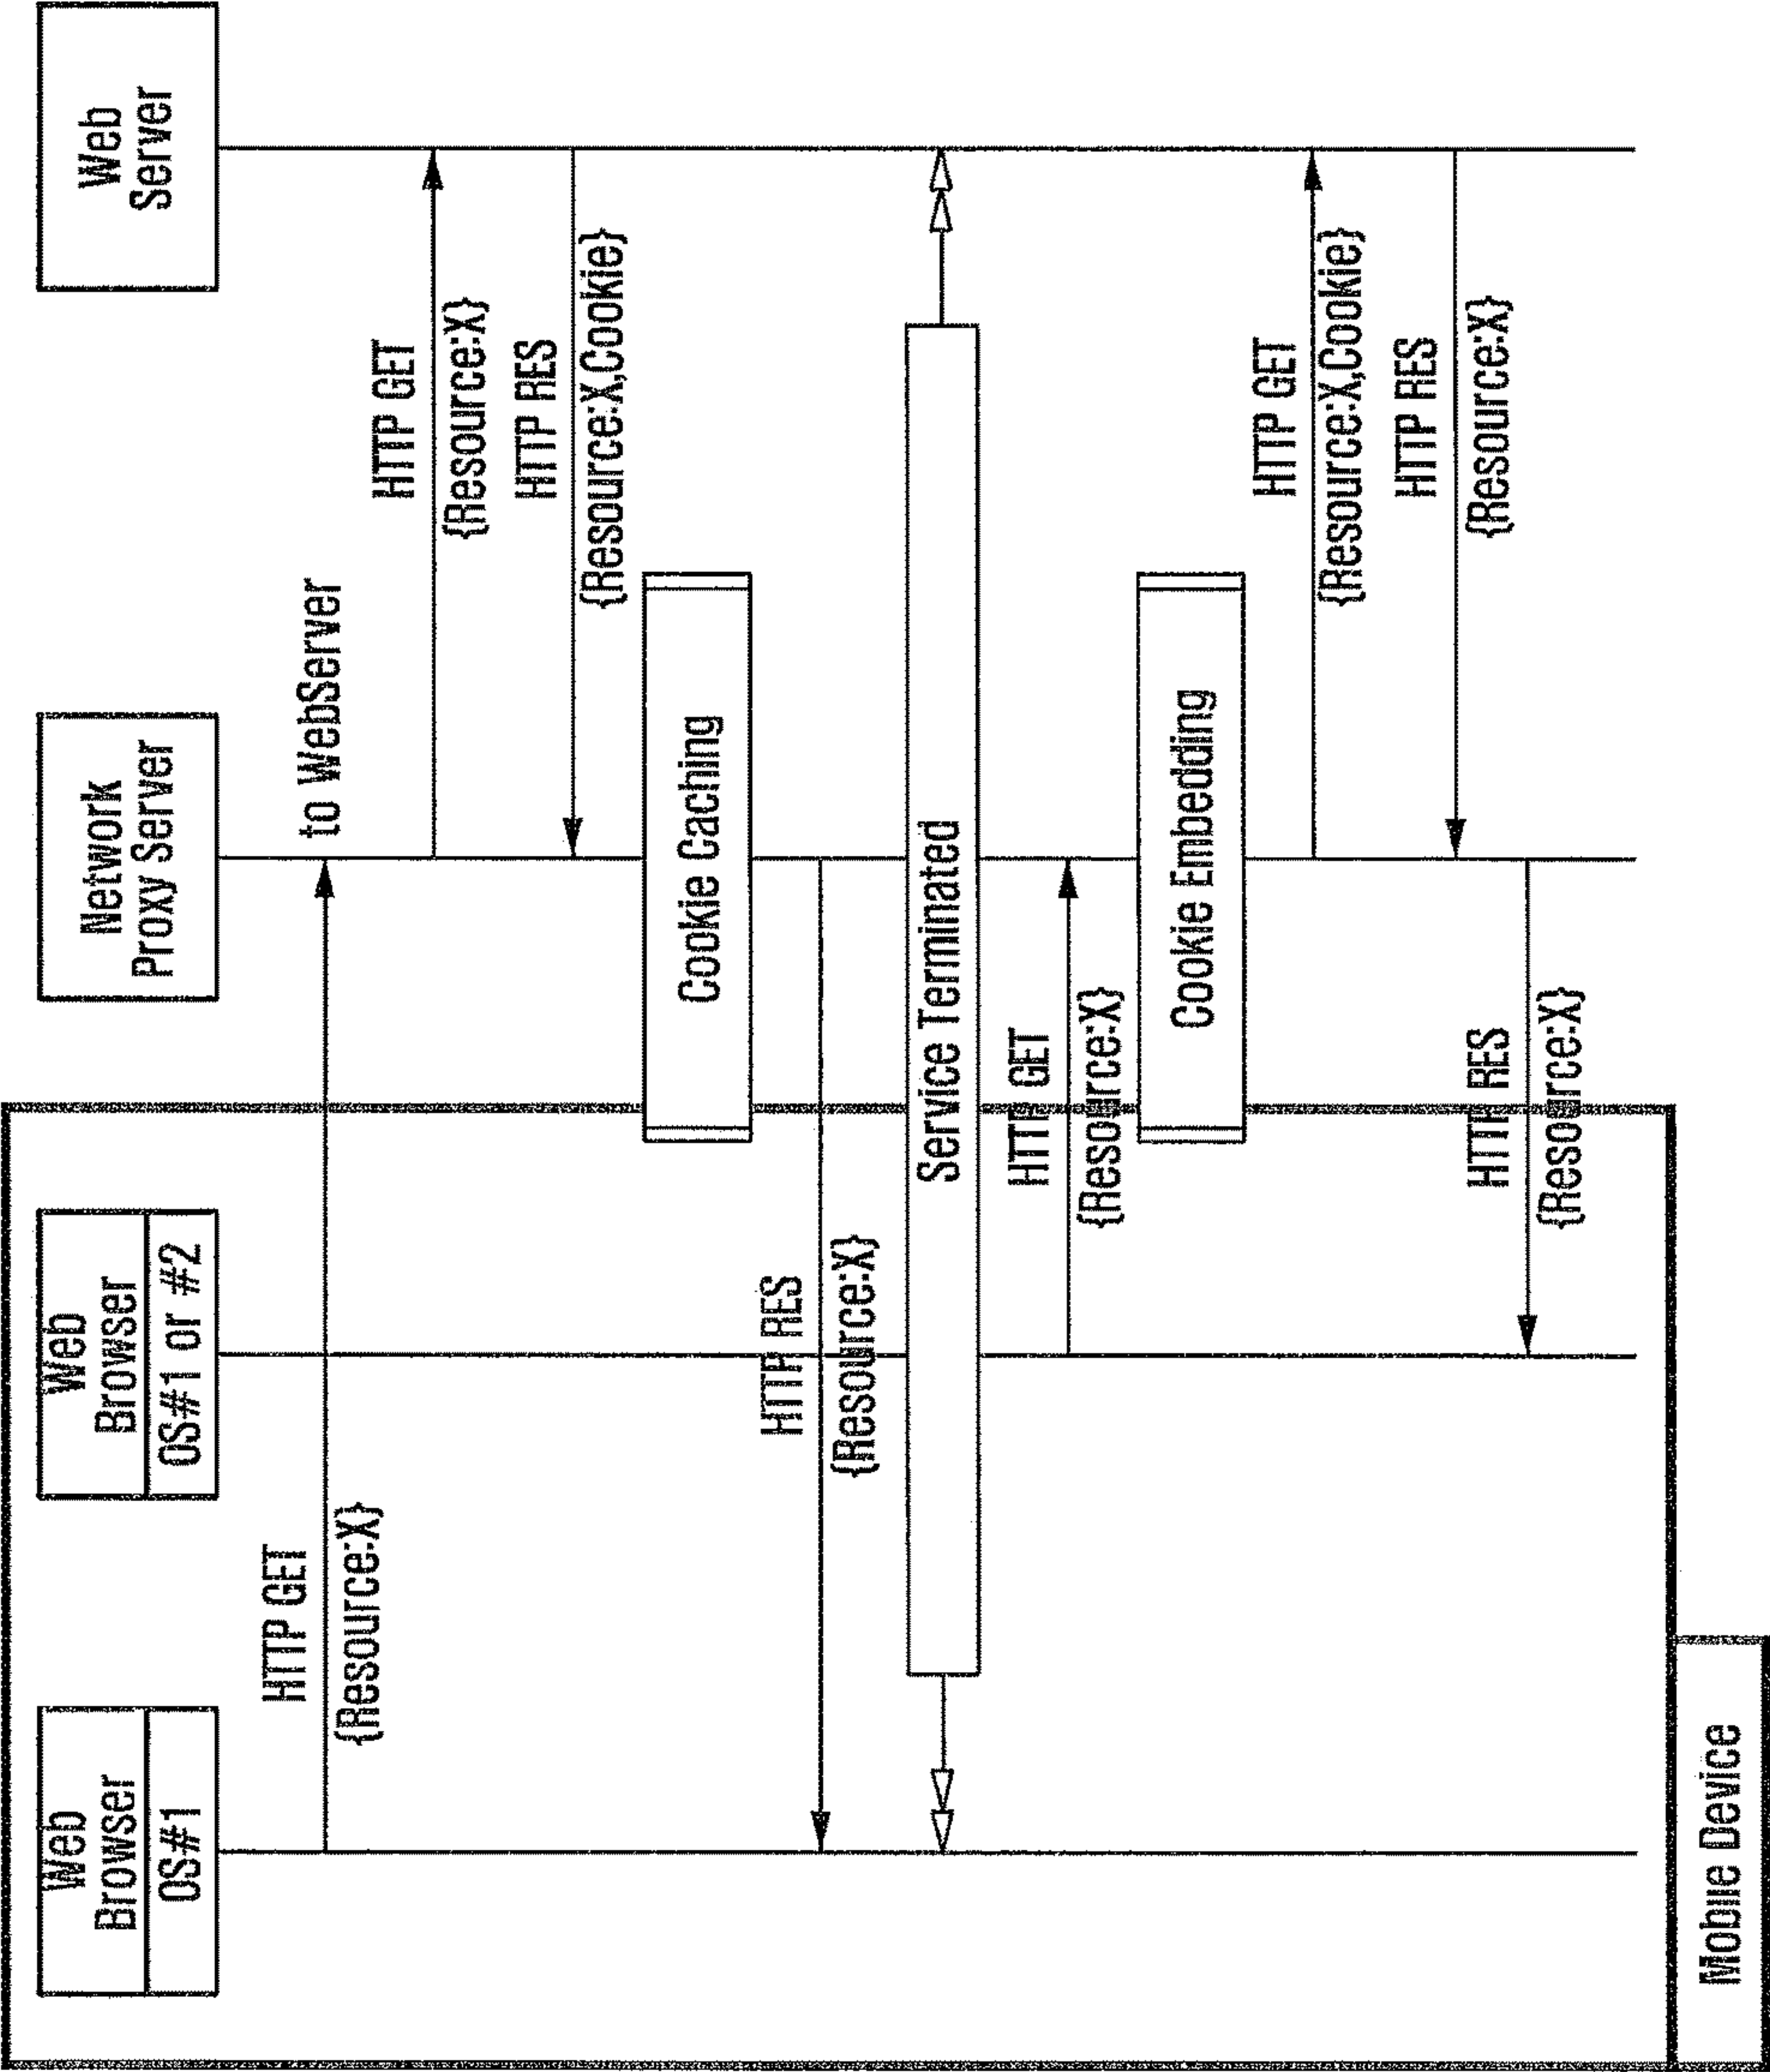 Web
Browser
OS#1
Web
Browser
OS#1 or #2
Network
Proxy Server
Web
Server
HTTP GET
{Resource:X}
to WebServer
HTTP GET
{Resource:X}
HTTP RES
{Resource:X,Cookie}
Cookie Caching
HTTP RES
{Resource:X}
Service Terminated
HTTP GET
{Resource:X}
Cookie Embedding
HTTP GET
{Resource:X,Cookie}
HTTP RES
{Resource:X}
HTTP RES
{Resource:X}
Mobile Device